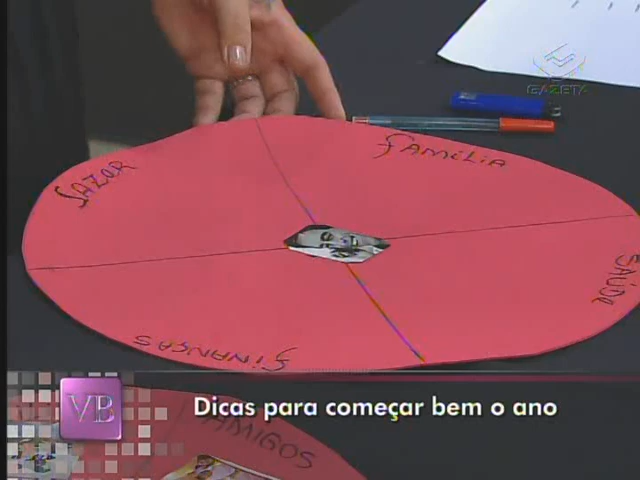 GAZETA
LAZER
FAMÍLIA
SAÚDE
FINANÇAS
VB
Dicas para começar bem o ano
AMIGOS